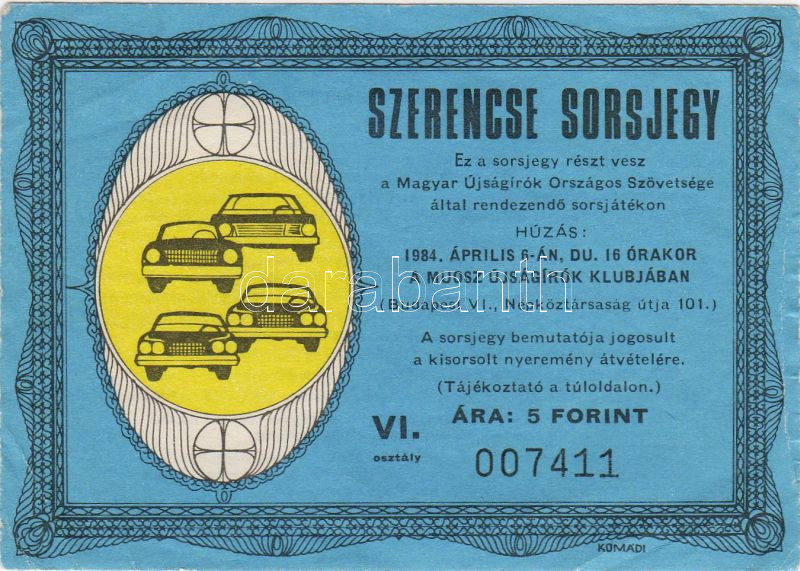 SZERENCSE SORSJEGY
Ez a sorsjegy részt vesz
a Magyar Újságírók Országos Szövetsége
által rendezendő sorsjátékon
HÚZÁS:
1984. ÁPRILIS 6-ÁN, DU. 16 ÓRAKOR
A MUOSZ ÚJSÁGÍRÓK KLUBJÁBAN
(Budapest, VI., Népköztársaság útja 101.)
A sorsjegy bemutatója jogosult
a kisorsolt nyeremény átvételére.
(Tájékoztató a túloldalon.)
ÁRA: 5 FORINT
VI.
osztály
007411
KOMÁDI
darabanth